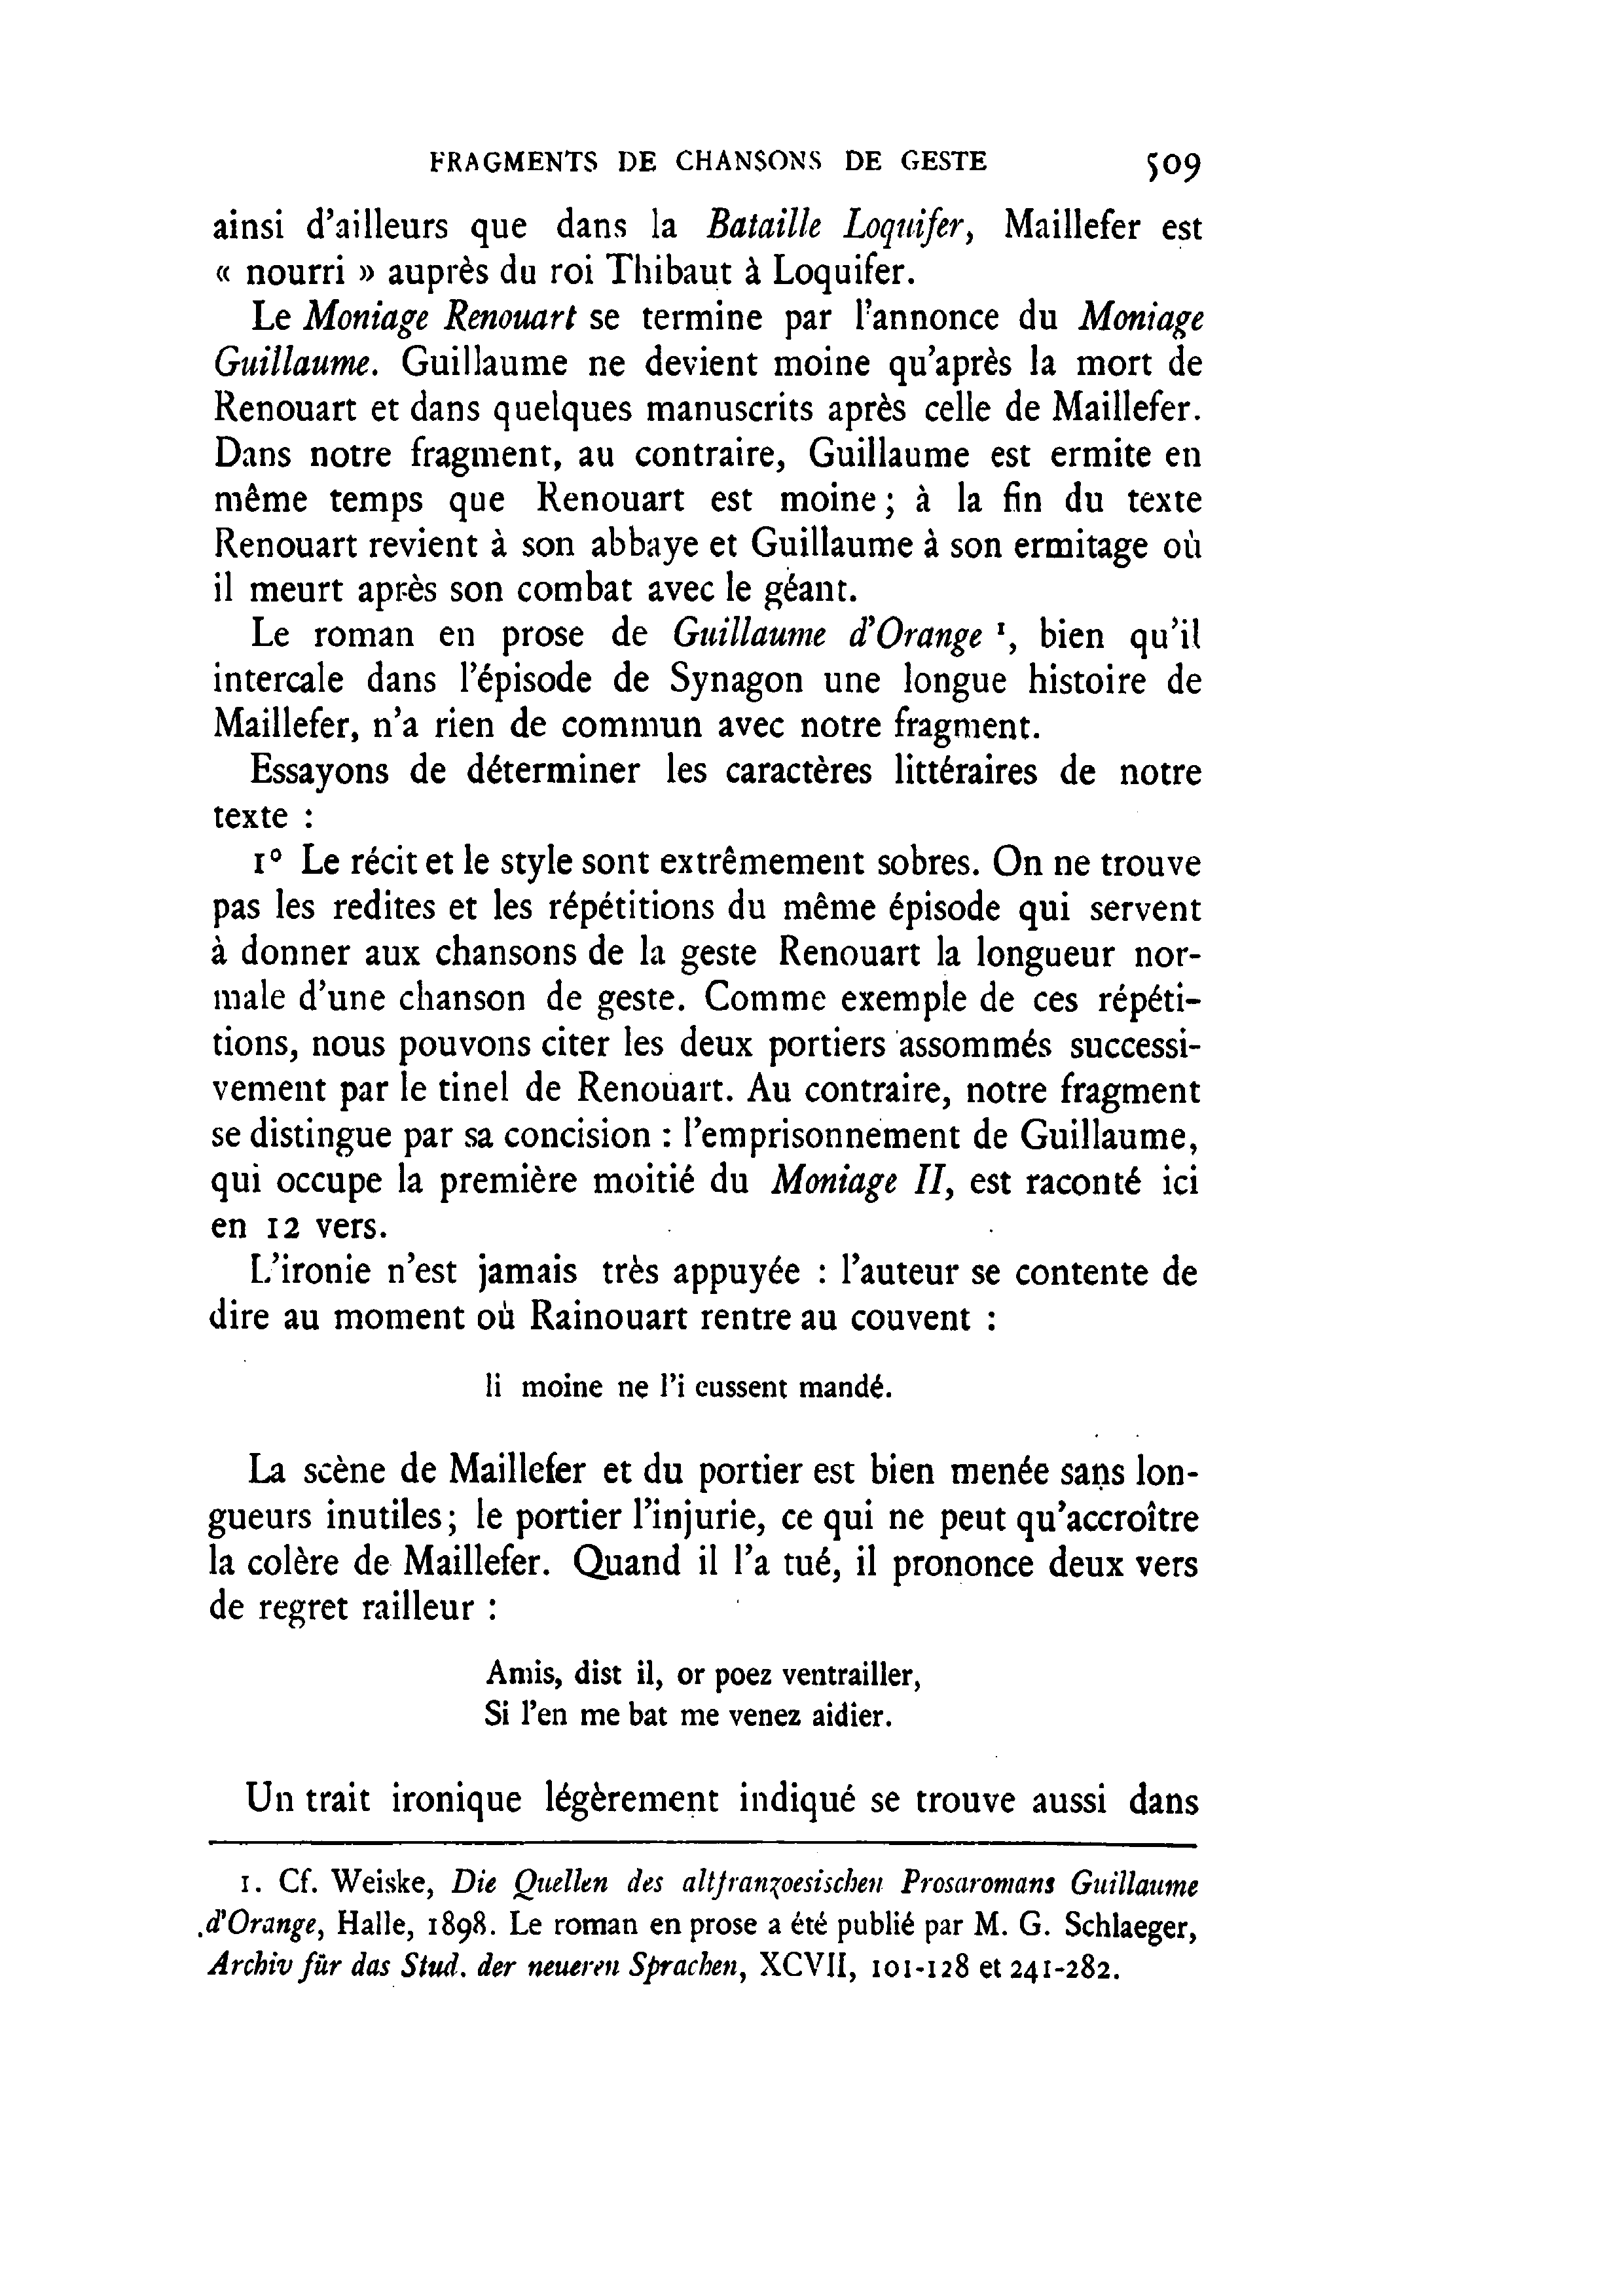 FRAGMENTS DE CHANSONS DE GESTE 509
ainsi d'ailleurs que dans la Bataille Loquifer, Maillefer est
« nourri » auprès du roi Thibaut à Loquifer.
Le Moniage Renouart se termine par l'annonce du Moniage
Guillaume. Guillaume ne devient moine qu'après la mort de
Renouart et dans quelques manuscrits après celle de Maillefer.
Dans notre fragment, au contraire, Guillaume est ermite en
même temps que Renouart est moine ; à la fin du texte
Renouart revient à son abbaye et Guillaume à son ermitage où
il meurt après son combat avec le géant.
Le roman en prose de Guillaume d'Orange ¹, bien qu'il
intercale dans l'épisode de Synagon une longue histoire de
Maillefer, n'a rien de commun avec notre fragment.
Essayons de déterminer les caractères littéraires de notre
texte :
1° Le récit et le style sont extrêmement sobres. On ne trouve
pas les redites et les répétitions du même épisode qui servent
à donner aux chansons de la geste Renouart la longueur nor-
male d'une chanson de geste. Comme exemple de ces répéti-
tions, nous pouvons citer les deux portiers assommés successi-
vement par le tinel de Renouart. Au contraire, notre fragment
se distingue par sa concision : l'emprisonnement de Guillaume,
qui occupe la première moitié du Moniage II, est raconté ici
en 12 vers.
L'ironie n'est jamais très appuyée : l'auteur se contente de
dire au moment où Rainouart rentre au couvent :
li moine ne l'i eussent mandé.
La scène de Maillefer et du portier est bien menée sans lon-
gueurs inutiles ; le portier l'injurie, ce qui ne peut qu'accroître
la colère de Maillefer. Quand il l'a tué, il prononce deux vers
de regret railleur :
Amis, dist il, or poez ventrailler,
Si l'en me bat me venez aidier.
Un trait ironique légèrement indiqué se trouve aussi dans
1. Cf. Weiske, Die Quellen des altfranzoesischen Prosaromans Guillaume
d'Orange, Halle, 1898. Le roman en prose a été publié par M. G. Schlaeger,
Archiv für das Stud. der neueren Sprachen, XCVII, 101-128 et 241-282.